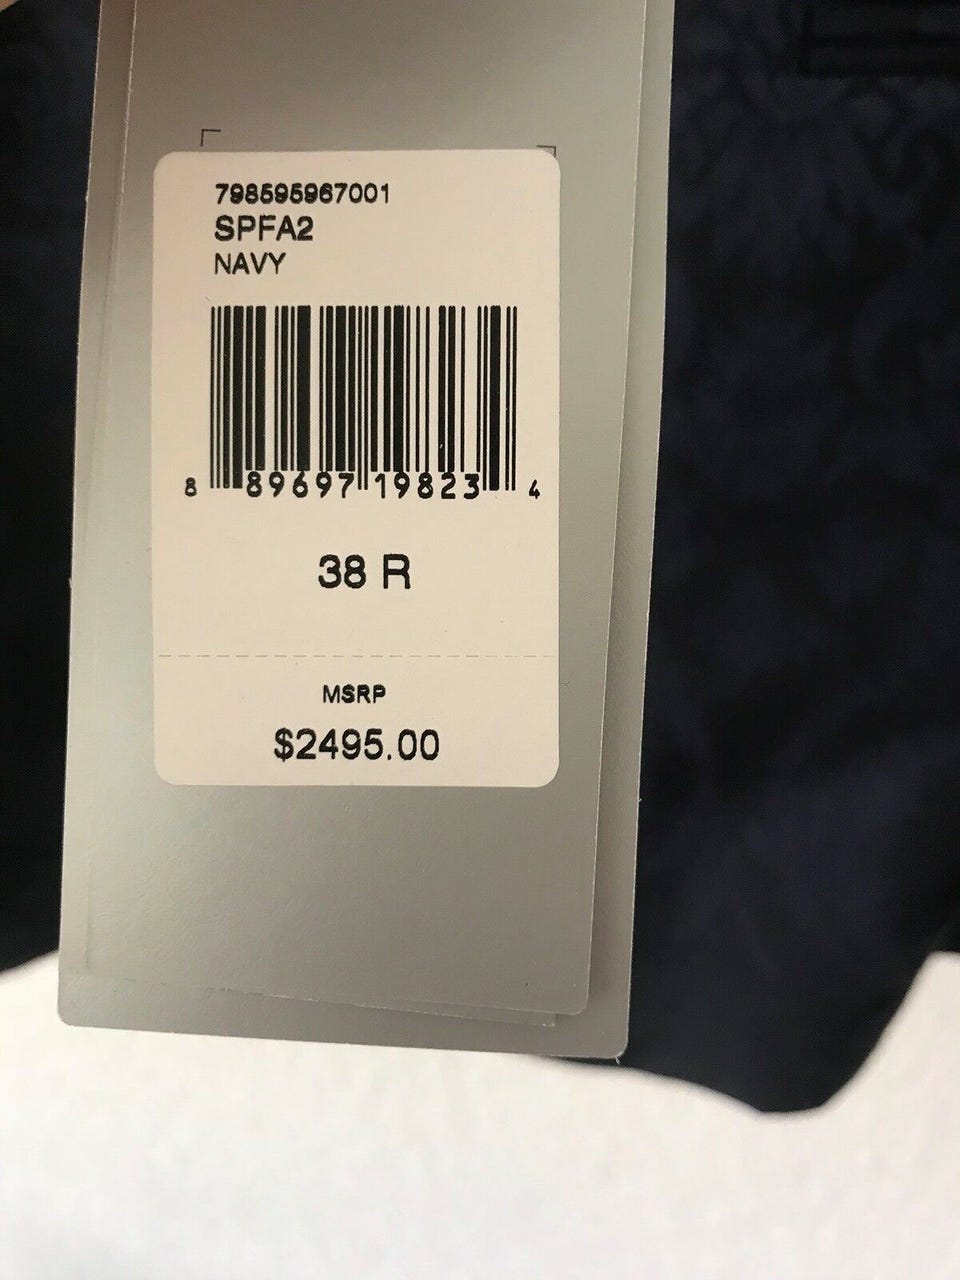 798595967001
SPFA2
NAVY
8 89697 19823 4
38 R
MSRP
$2495.00